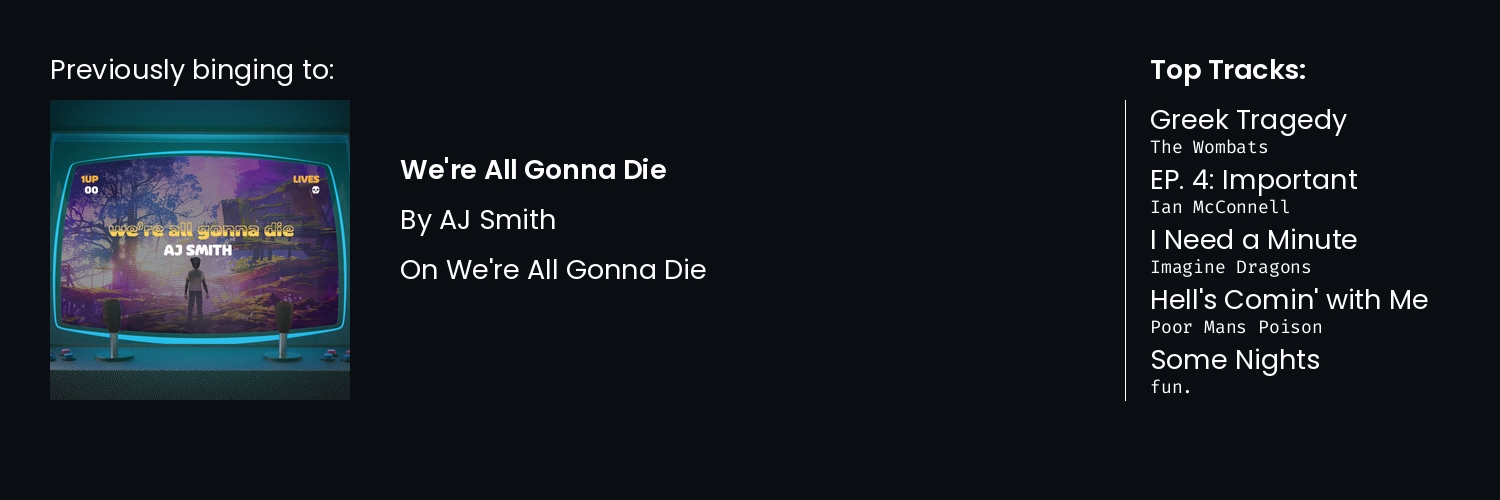 Previously binging to:
1UP
00
LIVES
we're all gonna die
AJ SMITH
We're All Gonna Die
By AJ Smith
On We're All Gonna Die
Top Tracks:
Greek Tragedy
The Wombats
EP. 4: Important
Ian McConnell
I Need a Minute
Imagine Dragons
Hell's Comin' with Me
Poor Mans Poison
Some Nights
fun.